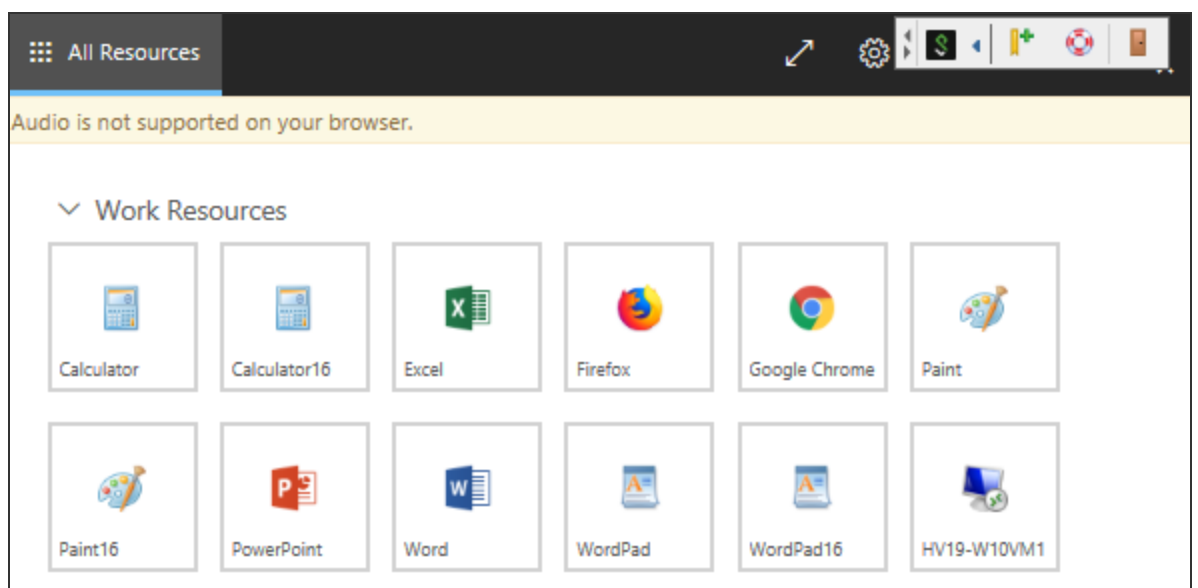 All Resources
Audio is not supported on your browser.
Work Resources
Calculator
Calculator16
Excel
Firefox
Google Chrome
Paint
Paint16
PowerPoint
Word
WordPad
WordPad16
HV19-W10VM1